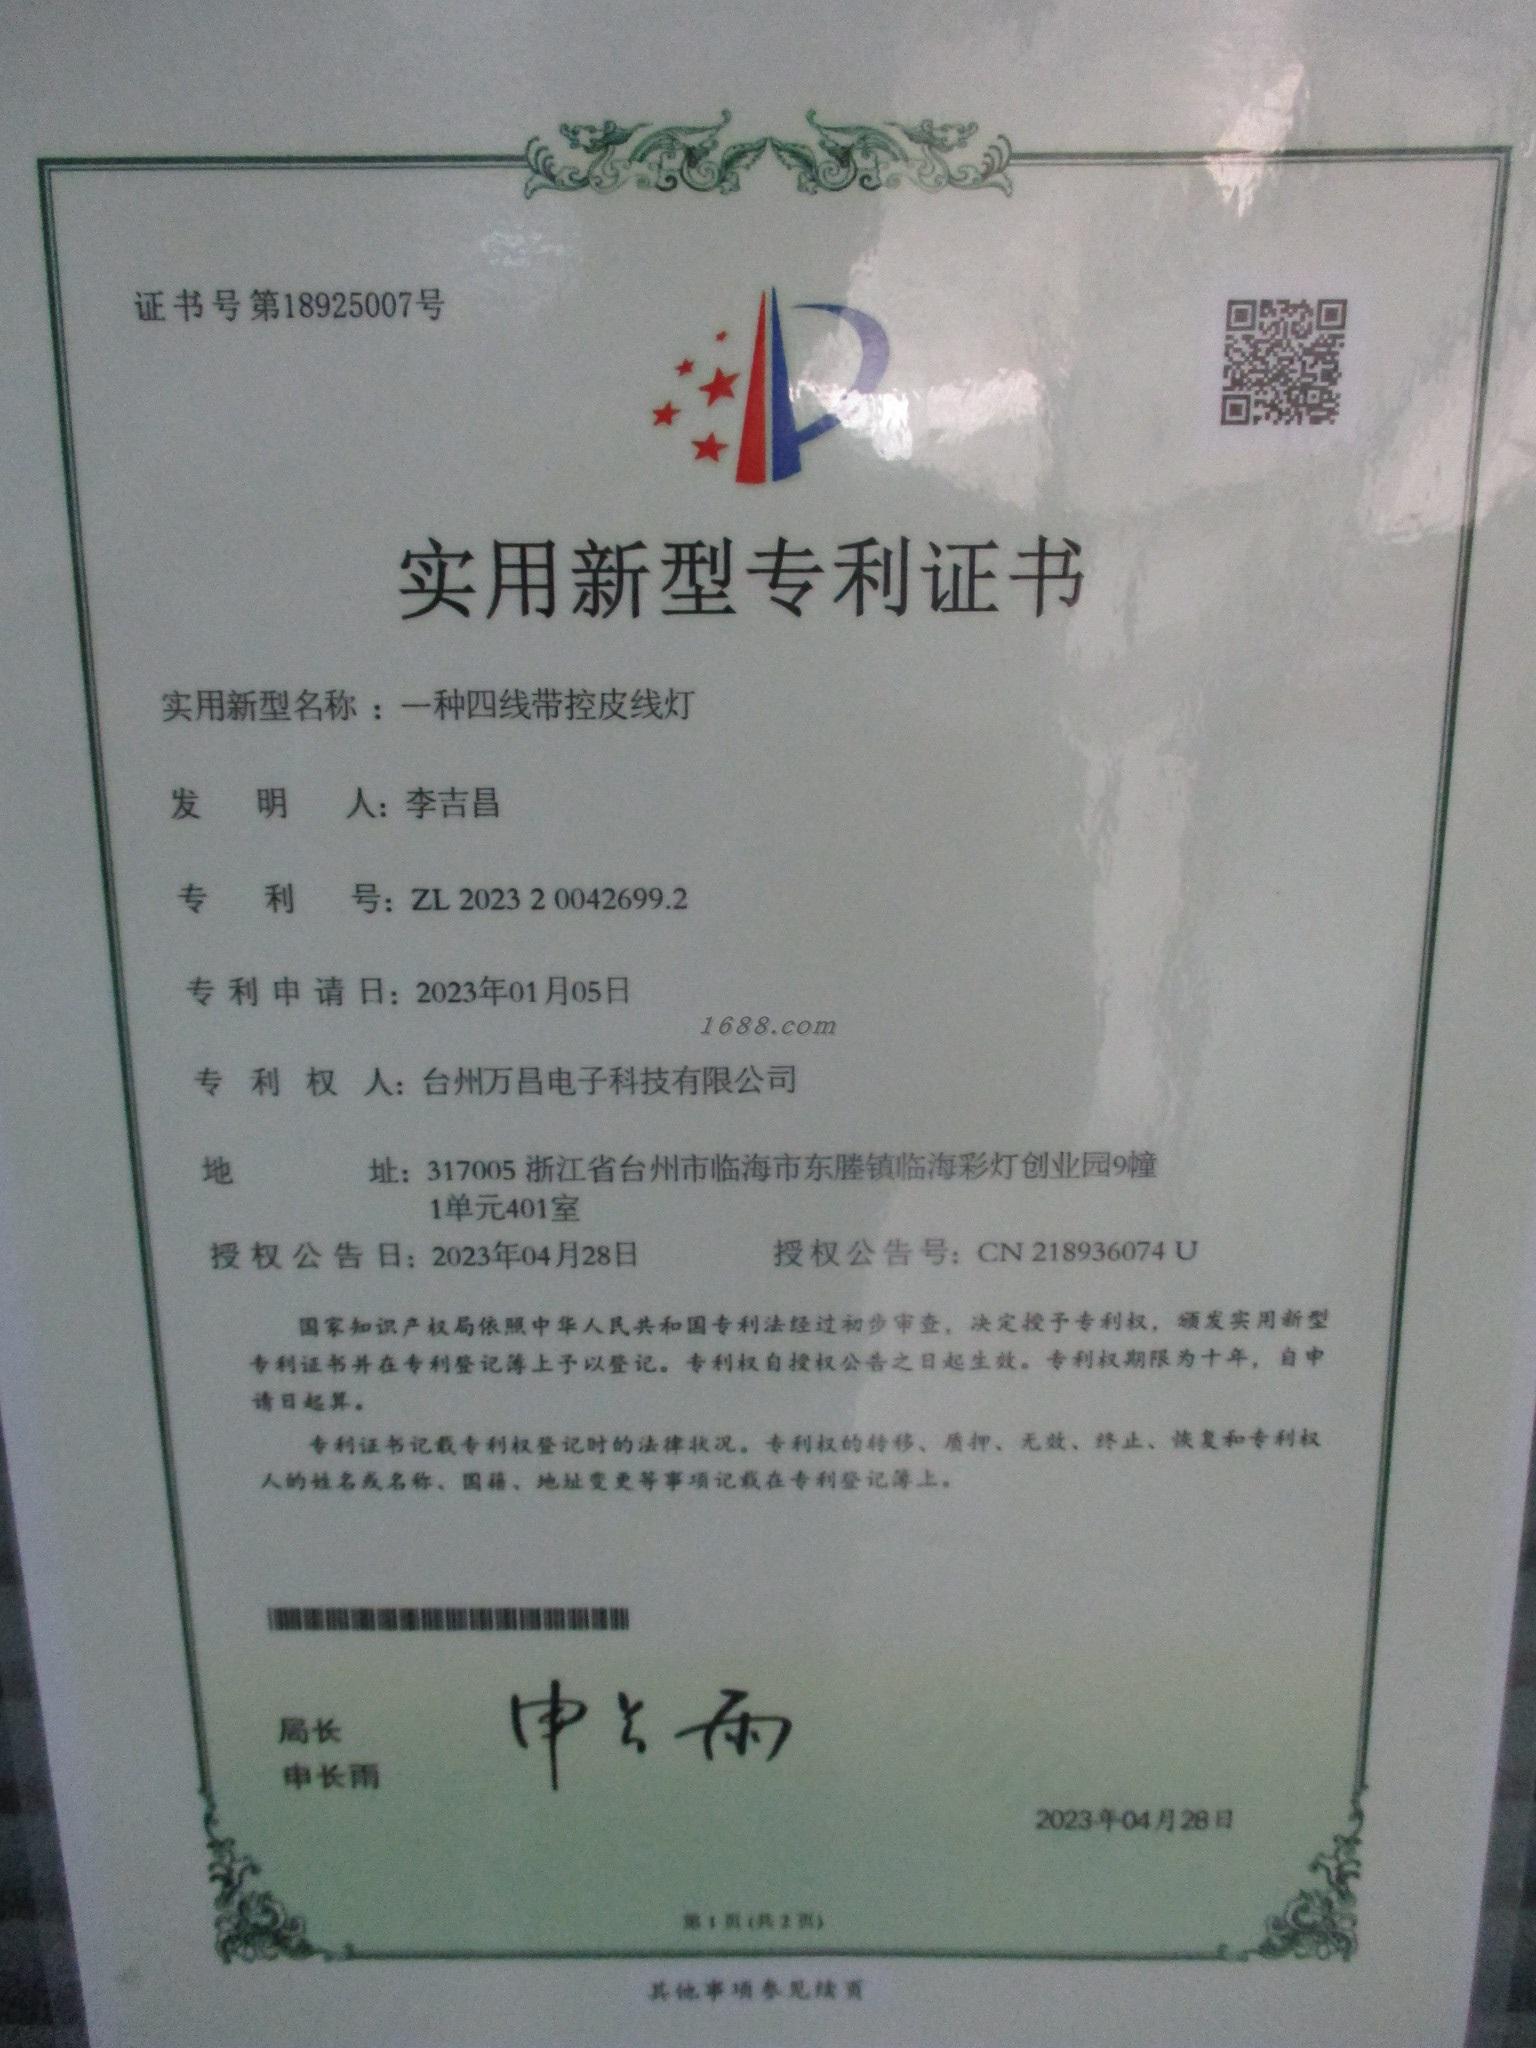 证书号第18925007号
实用新型专利证书
实用新型名称：一种四线带控皮线灯
发明人：李吉昌
专利号：ZL 2023 2 0042699.2
专利申请日：2023年01月05日
1688.com
专利权人：台州万昌电子科技有限公司
地址：317005 浙江省台州市临海市东塍镇临海彩灯创业园9幢
1单元401室
授权公告日：2023年04月28日 授权公告号：CN 218936074 U
国家知识产权局依照中华人民共和国专利法经过初步审查，决定授予专利权，颁发实用新型
专利证书并在专利登记簿上予以登记。专利权自授权公告之日起生效。专利权期限为十年，自申
请日起算。
专利证书记载专利权登记时的法律状况。专利权的转移、质押、无效、终止、恢复和专利权
人的姓名或名称、国籍、地址变更等事项记载在专利登记簿上。
局长
申长雨
申长雨
2023年04月28日
第1页(共2页)
其他事项参见续页